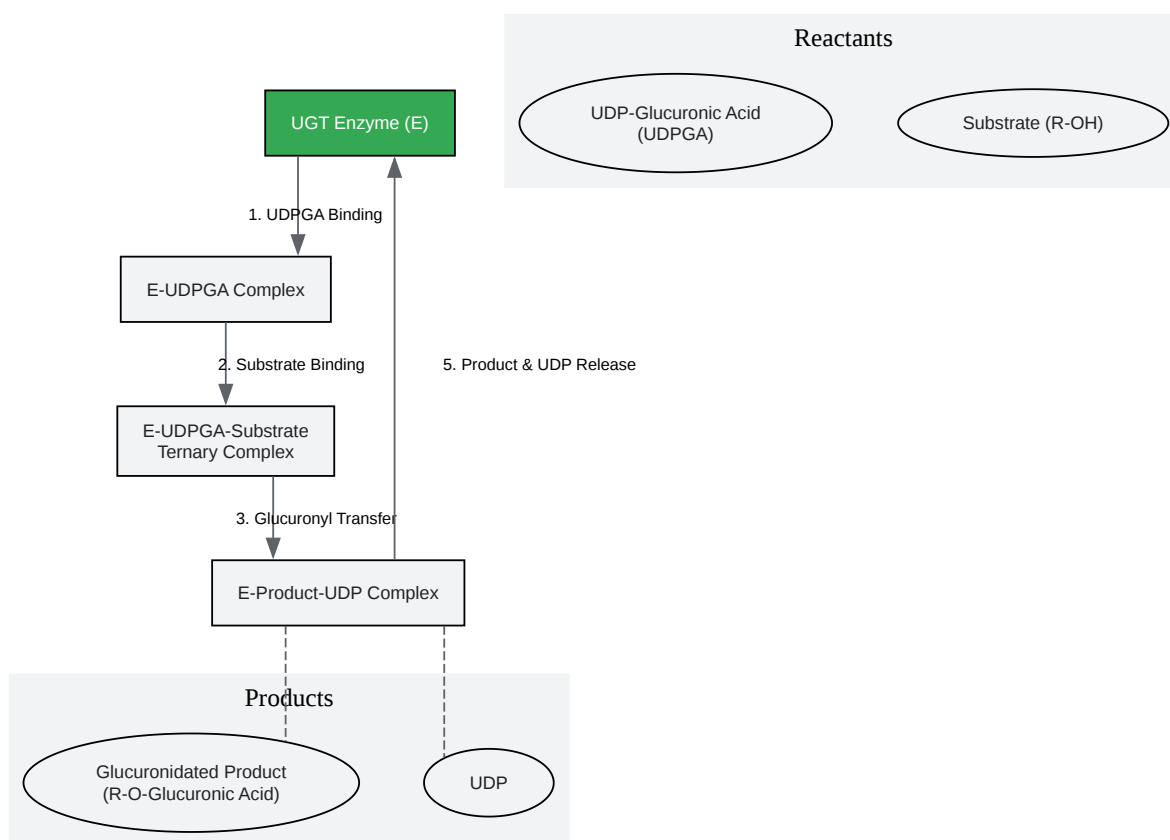 Reactants
UGT Enzyme (E)
UDP-Glucuronic Acid
(UDPGA)
Substrate (R-OH)
1. UDPGA Binding
E-UDPGA Complex
2. Substrate Binding
5. Product & UDP Release
E-UDPGA-Substrate
Ternary Complex
3. Glucuronyl Transfer
E-Product-UDP Complex
Products
Glucuronidated Product
(R-O-Glucuronic Acid)
UDP